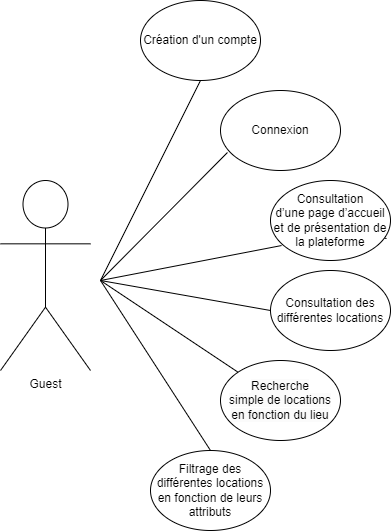 Création d'un compte
Connexion
Consultation
d'une page d'accueil
et de présentation de
la plateforme
Consultation des
différentes locations
Recherche
simple de locations
en fonction du lieu
Filtrage des
différentes locations
en fonction de leurs
attributs
Guest